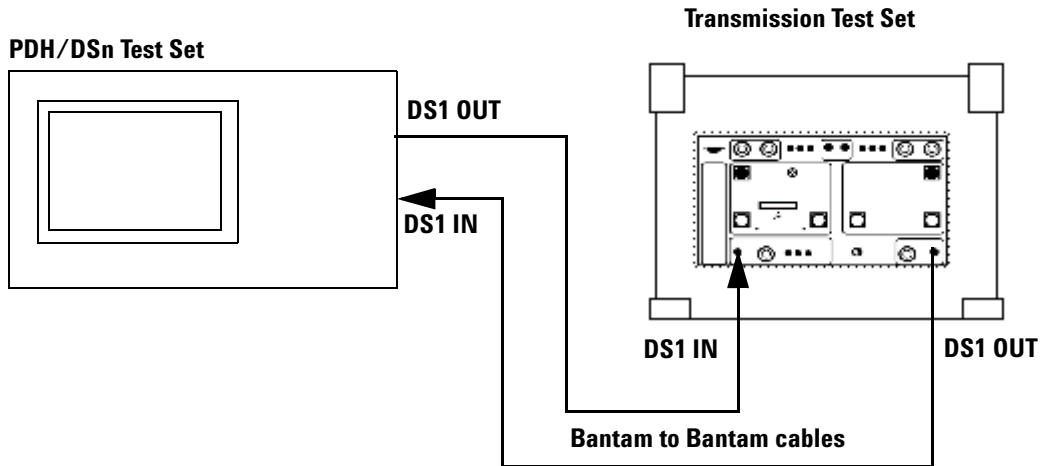 Transmission Test Set
PDH/DSn Test Set
DS1 OUT
DS1 IN
DS1 IN
DS1 OUT
Bantam to Bantam cables